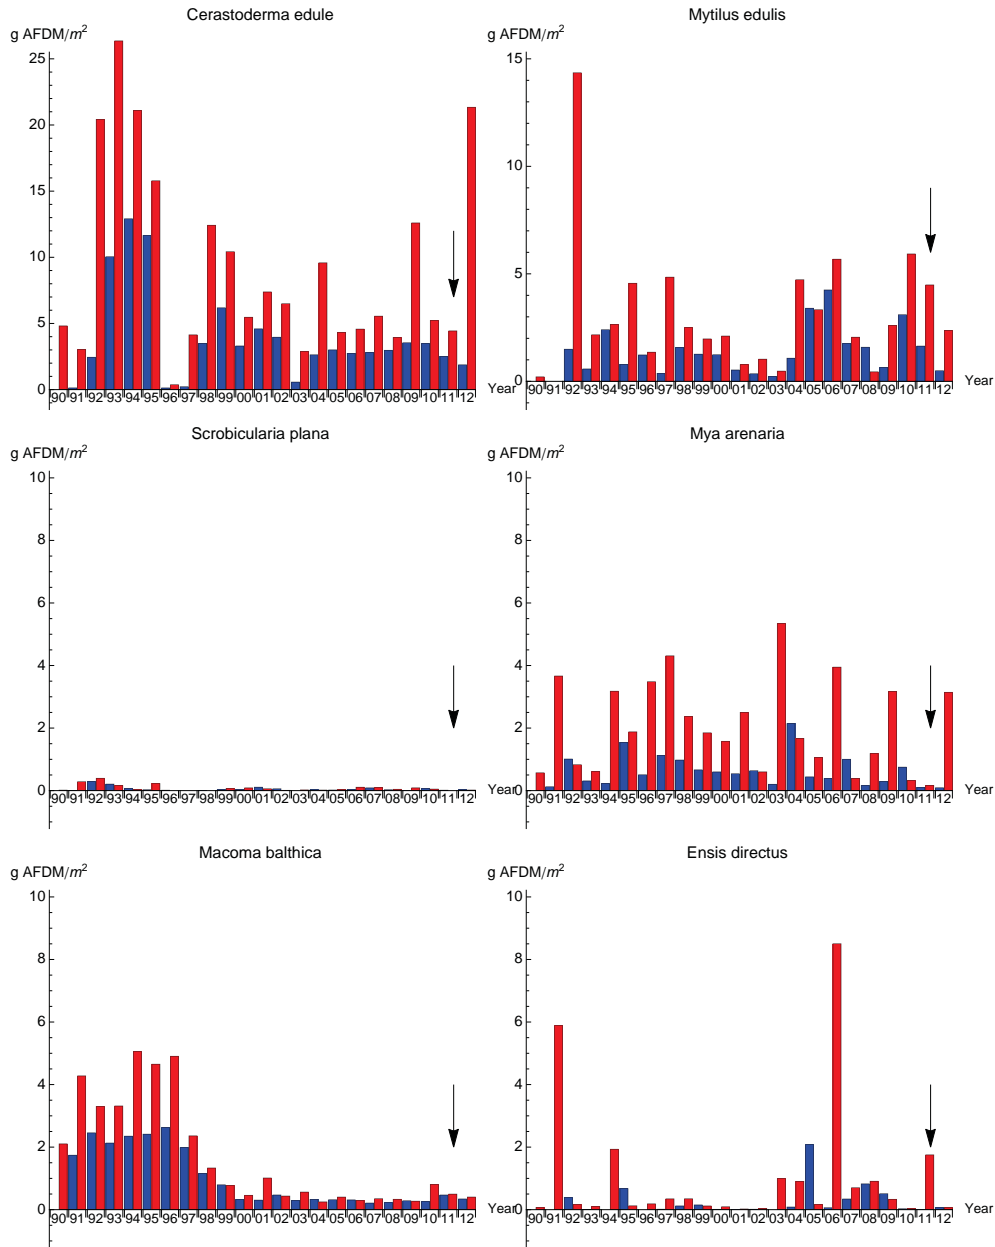 Cerastoderma edule
g AFDM/m²
25
20
15
10
5
0
90 91 92 93 94 95 96 97 98 99 00 01 02 03 04 05 06 07 08 09 10 11 12
Year
Mytilus edulis
g AFDM/m²
15
10
5
0
90 91 92 93 94 95 96 97 98 99 00 01 02 03 04 05 06 07 08 09 10 11 12
Year
Scrobicularia plana
g AFDM/m²
10
8
6
4
2
0
90 91 92 93 94 95 96 97 98 99 00 01 02 03 04 05 06 07 08 09 10 11 12
Year
Mya arenaria
g AFDM/m²
10
8
6
4
2
0
90 91 92 93 94 95 96 97 98 99 00 01 02 03 04 05 06 07 08 09 10 11 12
Year
Macoma balthica
g AFDM/m²
10
8
6
4
2
0
90 91 92 93 94 95 96 97 98 99 00 01 02 03 04 05 06 07 08 09 10 11 12
Year
Ensis directus
g AFDM/m²
10
8
6
4
2
0
90 91 92 93 94 95 96 97 98 99 00 01 02 03 04 05 06 07 08 09 10 11 12
Year